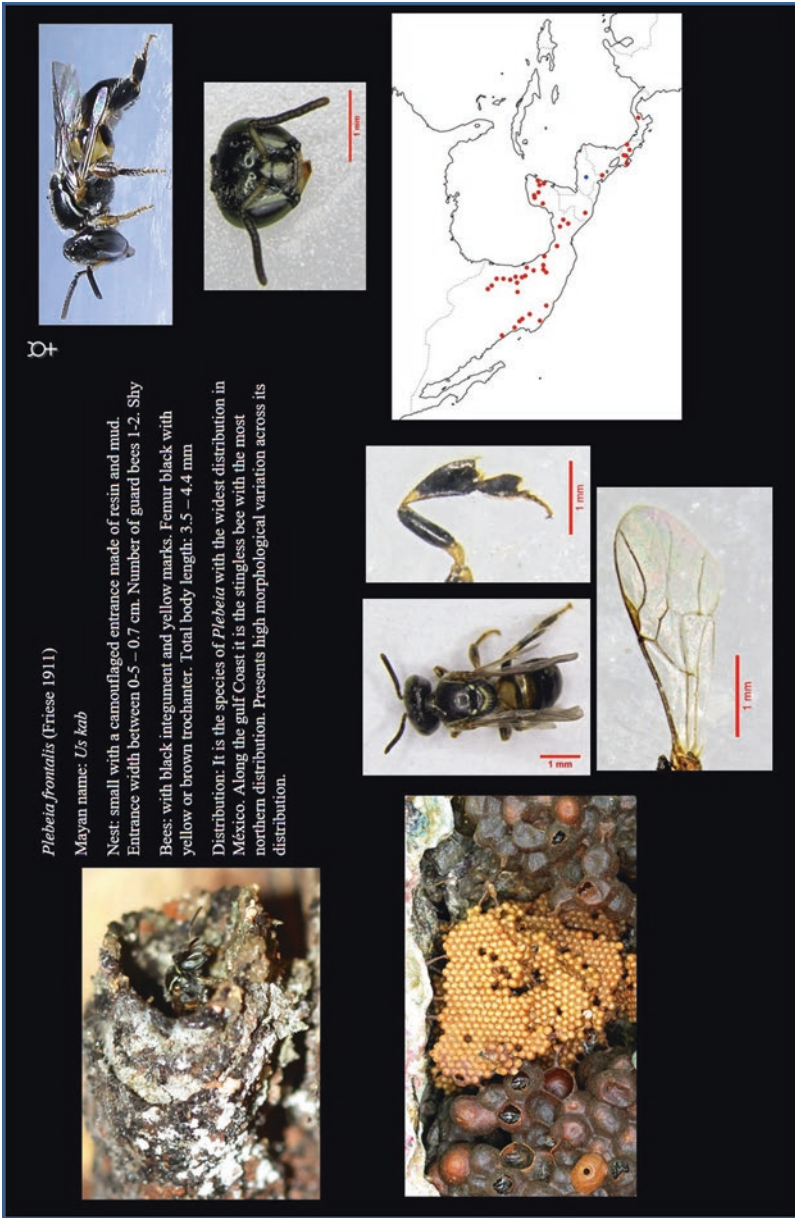 Plebeia frontalis (Friese 1911)
Mayan name: Us kab
Nest: small with a camouflaged entrance made of resin and mud.
Entrance width between 0-5 – 0.7 cm. Number of guard bees 1-2. Shy
Bees: with black integument and yellow marks. Femur black with
yellow or brown trochanter. Total body length: 3.5 – 4.4 mm
Distribution: It is the species of Plebeia with the widest distribution in
México. Along the gulf Coast it is the stingless bee with the most
northern distribution. Presents high morphological variation across its
distribution.
1 mm
1 mm
1 mm
1 mm